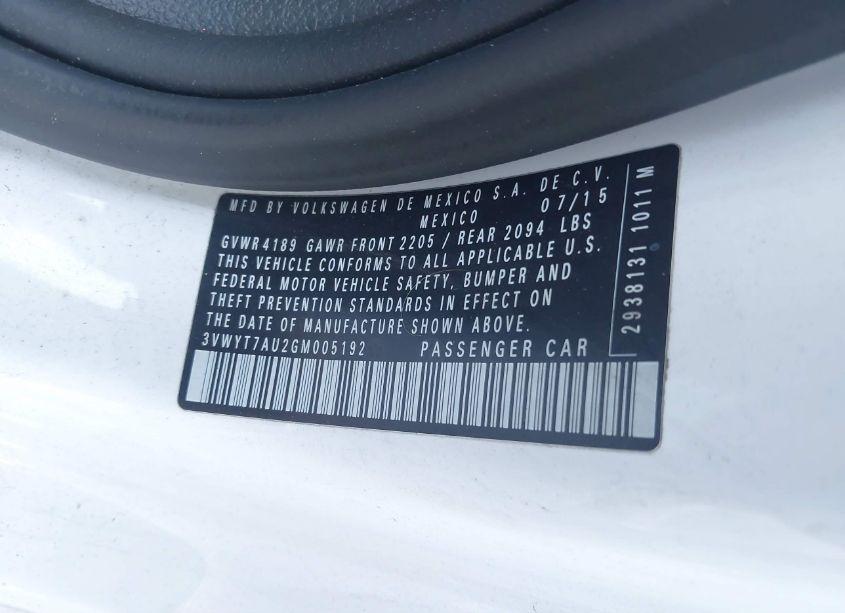 MFD BY VOLKSWAGEN DE MEXICO S.A. DE C.V.
MEXICO 07/15
GVWR 4189 GAWR FRONT 2205 / REAR 2094 LBS
THIS VEHICLE CONFORMS TO ALL APPLICABLE U.S.
FEDERAL MOTOR VEHICLE SAFETY, BUMPER AND
THEFT PREVENTION STANDARDS IN EFFECT ON
THE DATE OF MANUFACTURE SHOWN ABOVE.
3VWYT7AU2GM005192 PASSENGER CAR
2938131 1011 M